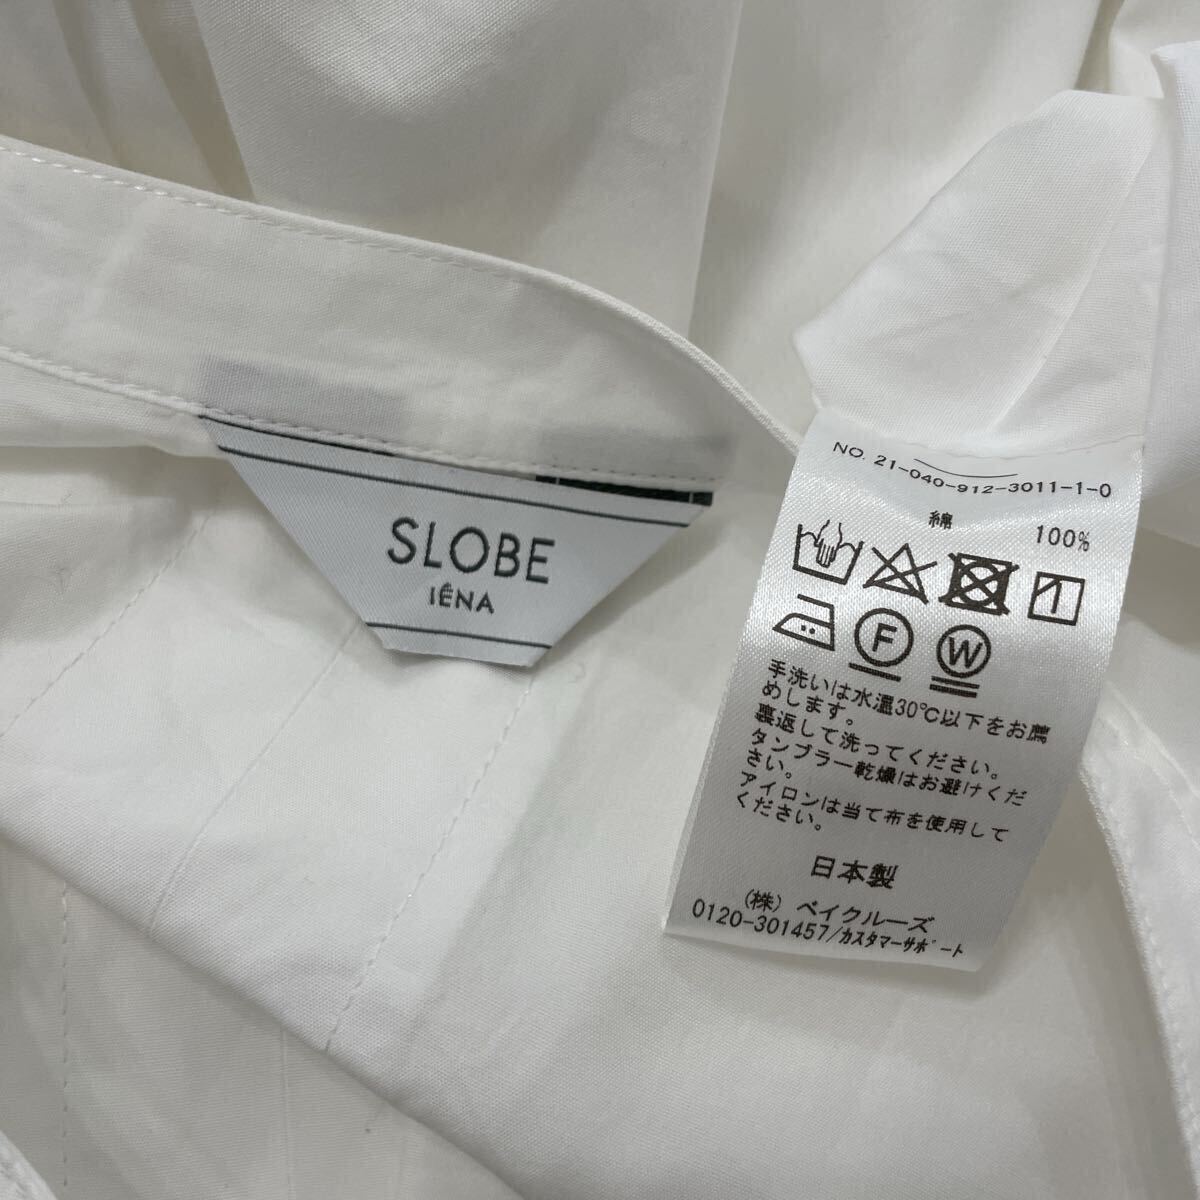 SLOBE
IÉNA
NO. 21-040-912-3011-1-0
綿 100%
F W
手洗いは水温30℃以下をお薦
めします。
裏返して洗ってください。
タンブラー乾燥はお避けくだ
さい。
アイロンは当て布を使用して
ください。
日本製
(株) ベイクルーズ
0120-301457/カスタマーサポート